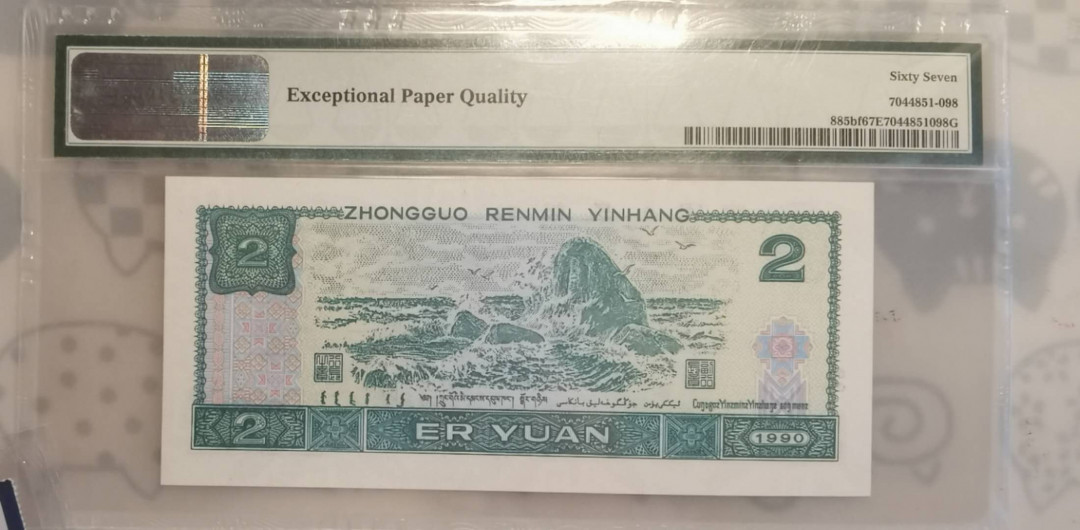 Exceptional Paper Quality
Sixty Seven
7044851-098
885bf67E7044851098G
ZHONGGUO RENMIN YINHANG
2
2
2
ER YUAN
1990